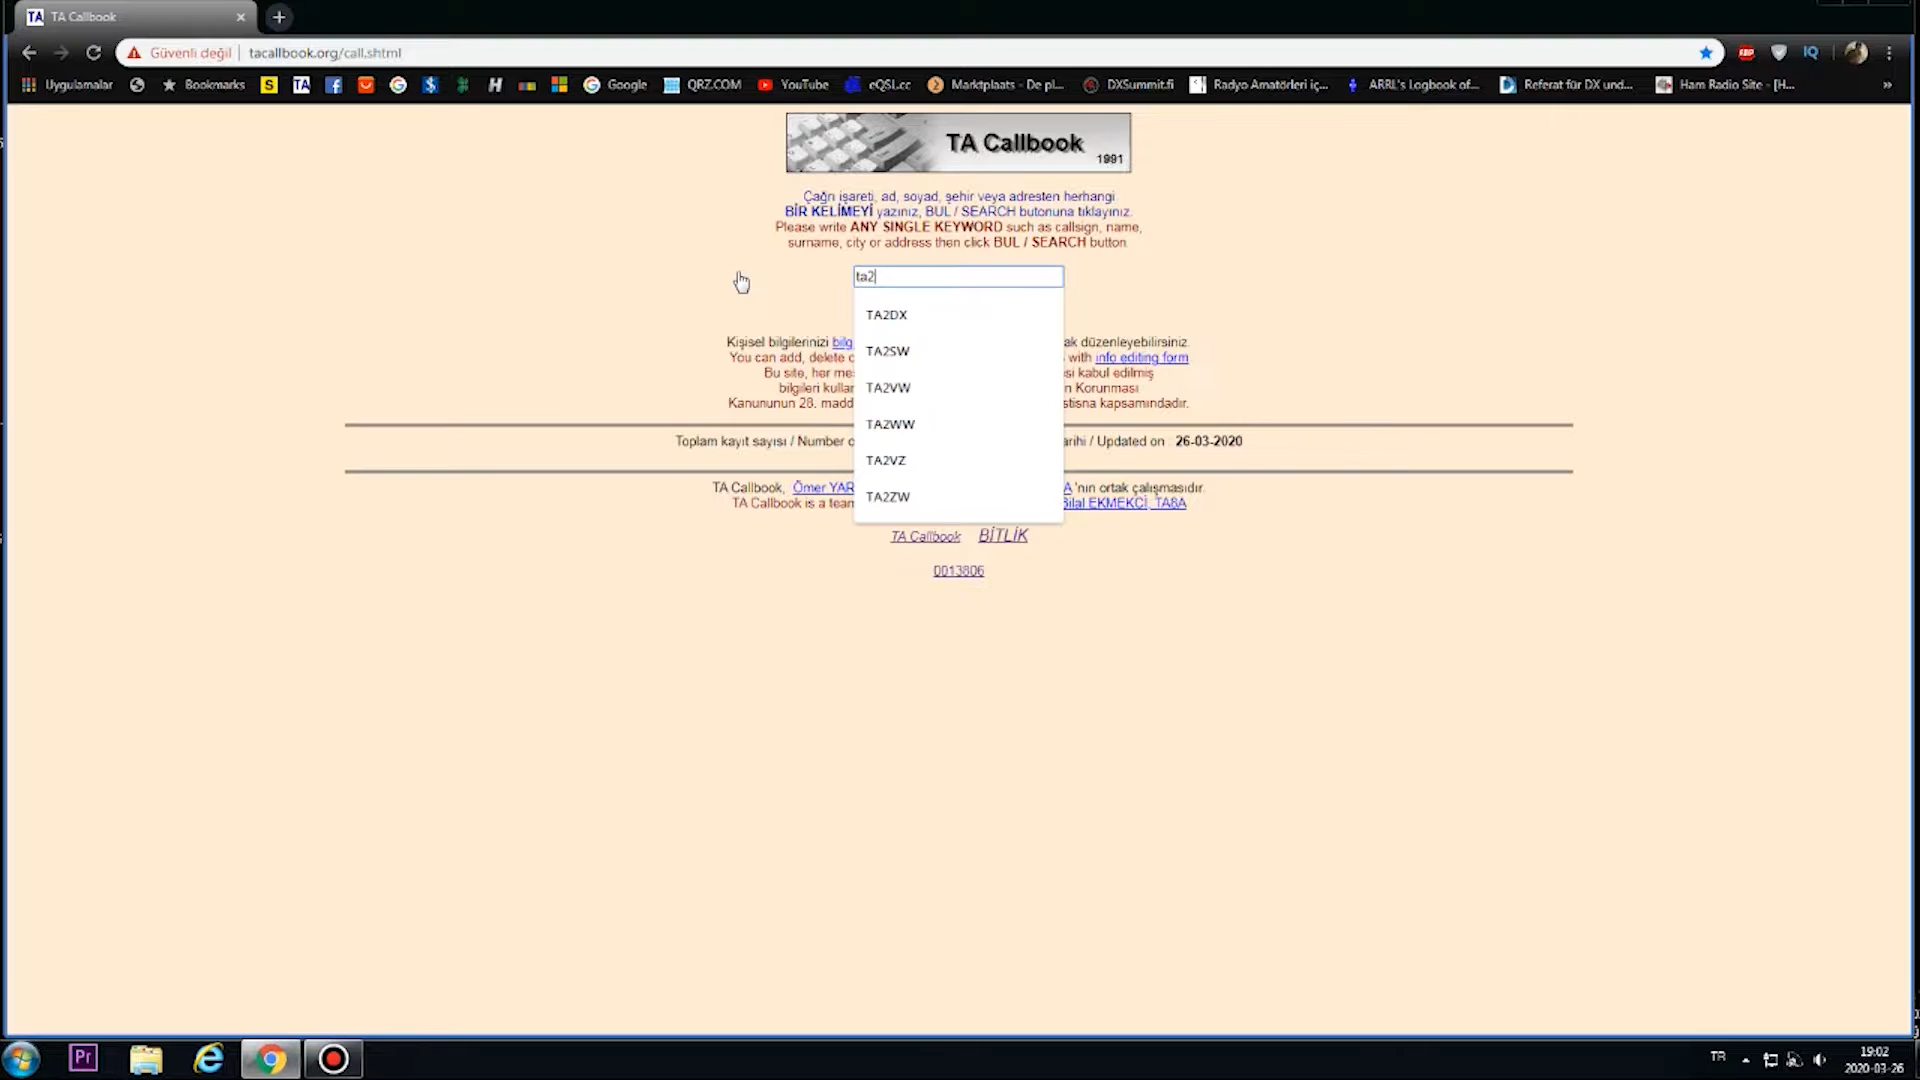 TA Callbook
Güvenli değil | tacallbook.org/call.shtml
Uygulamalar Bookmarks S TA Google QRZ.COM YouTube eQSL.cc Marktplaats - De pl... DXSummit.fi Radyo Amatörleri iç... ARRL's Logbook of... Referat für DX und... Ham Radio Site - [H... »
TA Callbook
1991
Çağrı işareti, ad, soyad, şehir veya adresten herhangi
BİR KELİMEYİ yazınız, BUL / SEARCH butonuna tıklayınız.
Please write ANY SINGLE KEYWORD such as callsign, name,
surname, city or address then click BUL / SEARCH button
ta2
TA2DX
TA2SW
TA2VW
TA2WW
TA2VZ
TA2ZW
Kişisel bilgilerinizi bilg ak düzenleyebilirsiniz.
You can add, delete with info editing form
Bu site, her me si kabul edilmiş
bilgileri kullar n Korunması
Kanununun 28. madd stisna kapsamındadır.
Toplam kayıt sayısı / Number arihi / Updated on 26-03-2020
TA Callbook, Ömer YAR A 'nın ortak çalışmasıdır.
TA Callbook is a team Bilal EKMEKCİ, TA8A
TA Callbook BİTLİK
0013806
Pr
TR
19:02
2020-03-26